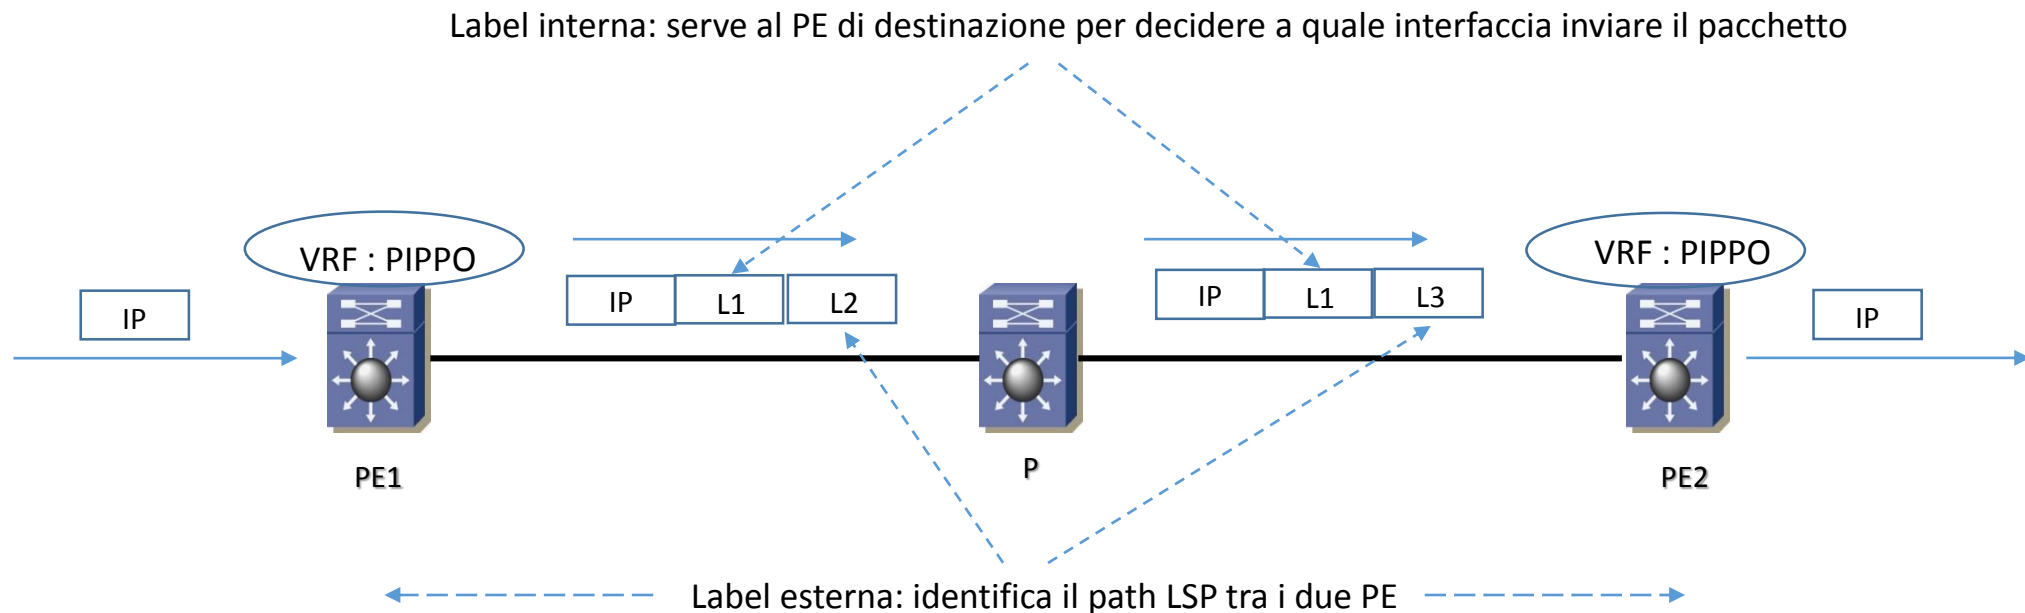 Label interna: serve al PE di destinazione per decidere a quale interfaccia inviare il pacchetto
VRF : PIPPO
VRF : PIPPO
IP
IP L1 L2
IP L1 L3
IP
PE1
P
PE2
Label esterna: identifica il path LSP tra i due PE